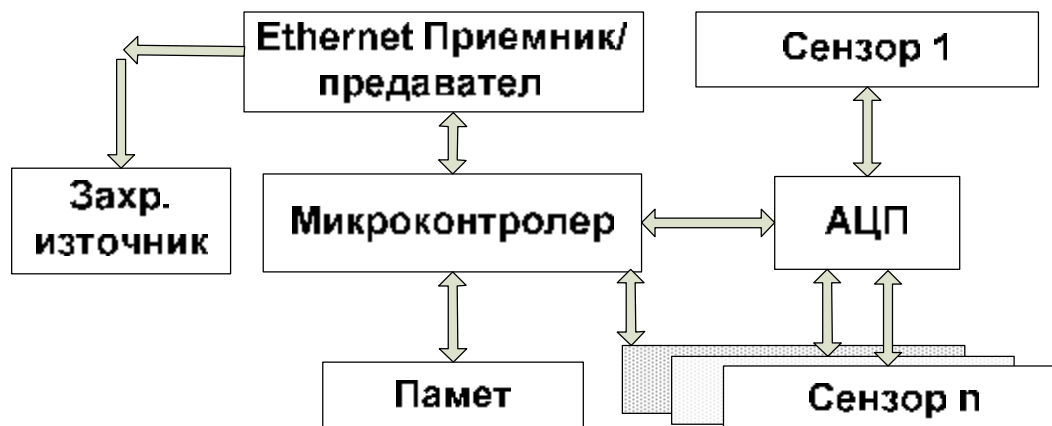 Ethernet Приемник/
предавател
Сензор 1
Захр.
източник
Микроконтролер
АЦП
Памет
Сензор n